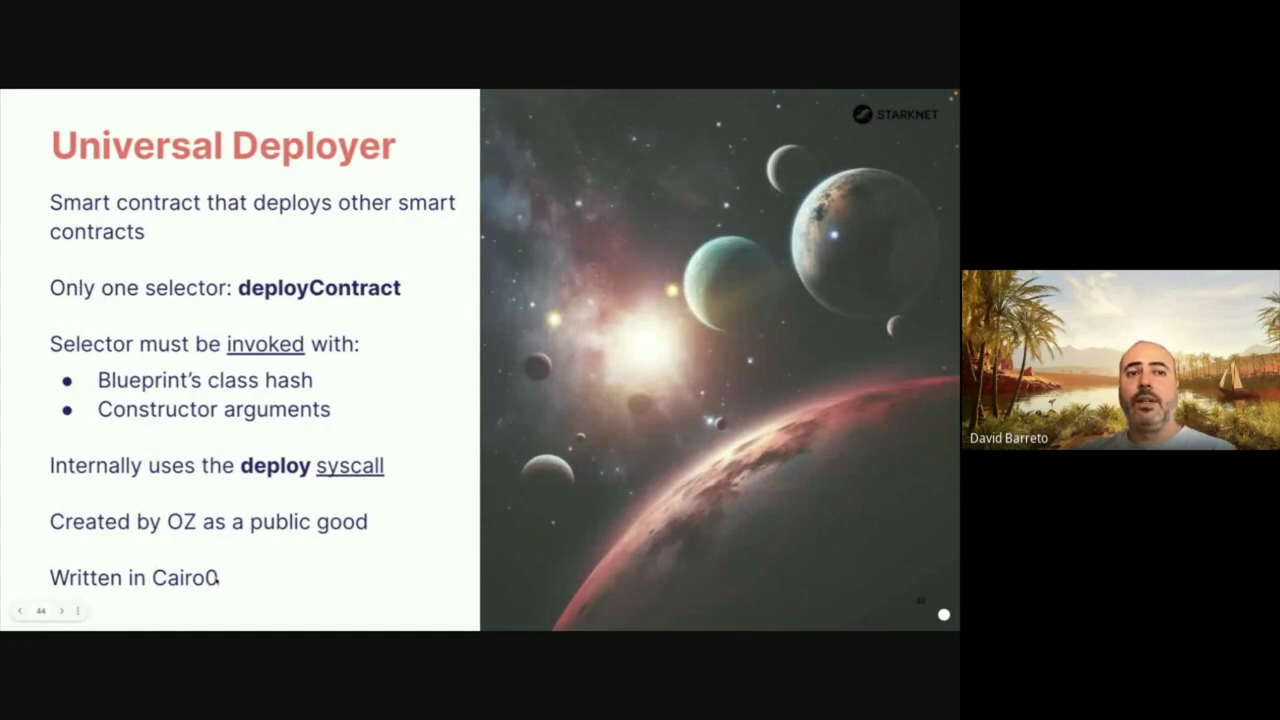 Universal Deployer
Smart contract that deploys other smart
contracts
Only one selector: deployContract
Selector must be invoked with:
● Blueprint's class hash
● Constructor arguments
Internally uses the deploy syscall
Created by OZ as a public good
Written in Cairo0
44
STARKNET
44
David Barreto